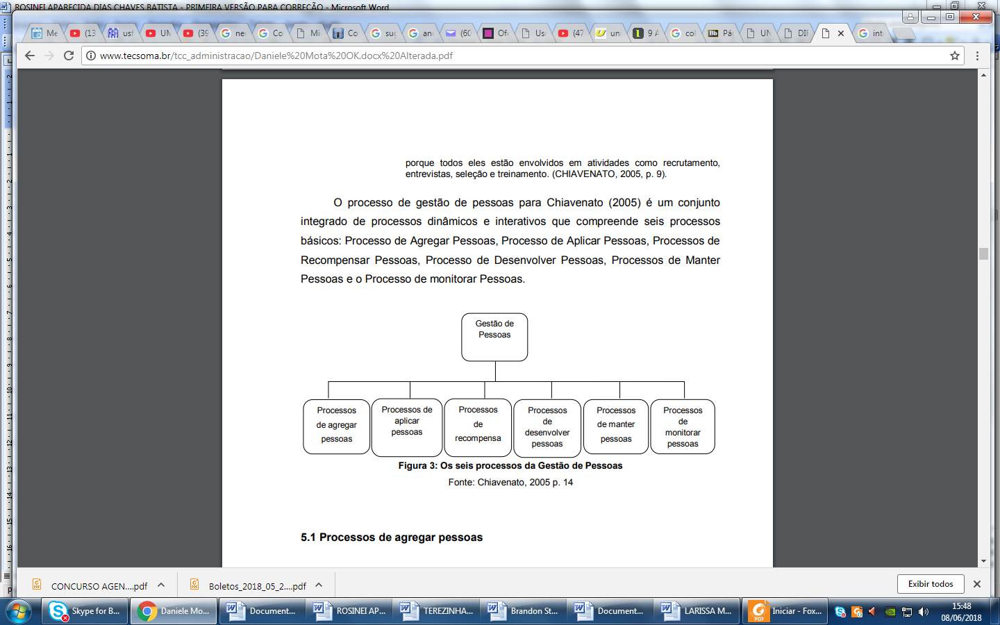 ROSINEI APARECIDA DIAS CHAVES BATISTA - PRIMEIRA VERSÃO PARA CORREÇÃO - Microsoft Word
Me (13 usf UM (39 nec Co Mi Co sug anc (60 Ofi Usu (47 uni 9 A col Pág UN DIF int
www.tecsoma.br/tcc_administracao/Daniele%20Mota%20OK.docx%20Alterada.pdf
porque todos eles estão envolvidos em atividades como recrutamento,
entrevistas, seleção e treinamento. (CHIAVENATO, 2005, p. 9).
O processo de gestão de pessoas para Chiavenato (2005) é um conjunto
integrado de processos dinâmicos e interativos que compreende seis processos
básicos: Processo de Agregar Pessoas, Processo de Aplicar Pessoas, Processos de
Recompensar Pessoas, Processo de Desenvolver Pessoas, Processos de Manter
Pessoas e o Processo de monitorar Pessoas.
Gestão de
Pessoas
Processos
de agregar
pessoas
Processos de
aplicar
pessoas
Processos
de
recompensa
Processos
de
desenvolver
pessoas
Processos
de manter
pessoas
Processos
de
monitorar
pessoas
Figura 3: Os seis processos da Gestão de Pessoas
Fonte: Chiavenato, 2005 p. 14
5.1 Processos de agregar pessoas
CONCURSO AGEN....pdf
Boletos_2018_05_2....pdf
Exibir todos
Skype for B...
Daniele Mo...
Document...
ROSINEI AP...
TEREZINHA...
Brandon St...
Document...
LARISSA M...
Iniciar - Fox...
15:48
08/06/2018